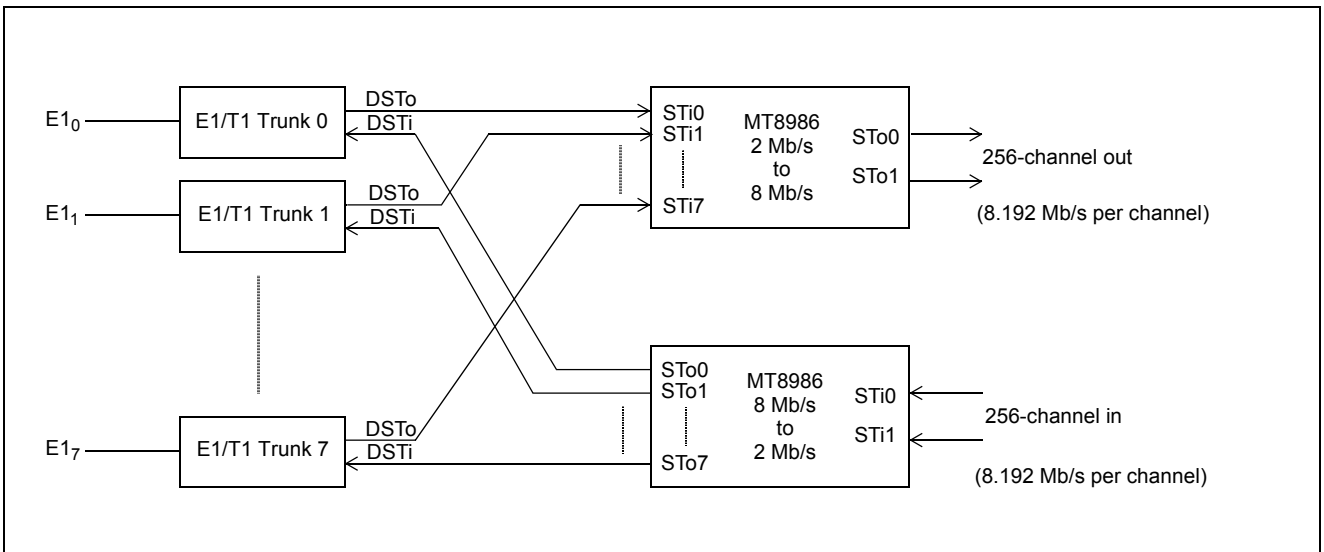 E1₀
E1/T1 Trunk 0
DSTo
DSTi
E1₁
E1/T1 Trunk 1
DSTo
DSTi
E1₇
E1/T1 Trunk 7
DSTo
DSTi
STi0
STi1
STi7
MT8986
2 Mb/s
to
8 Mb/s
STo0
STo1
256-channel out
(8.192 Mb/s per channel)
STo0
STo1
STo7
MT8986
8 Mb/s
to
2 Mb/s
STi0
STi1
256-channel in
(8.192 Mb/s per channel)